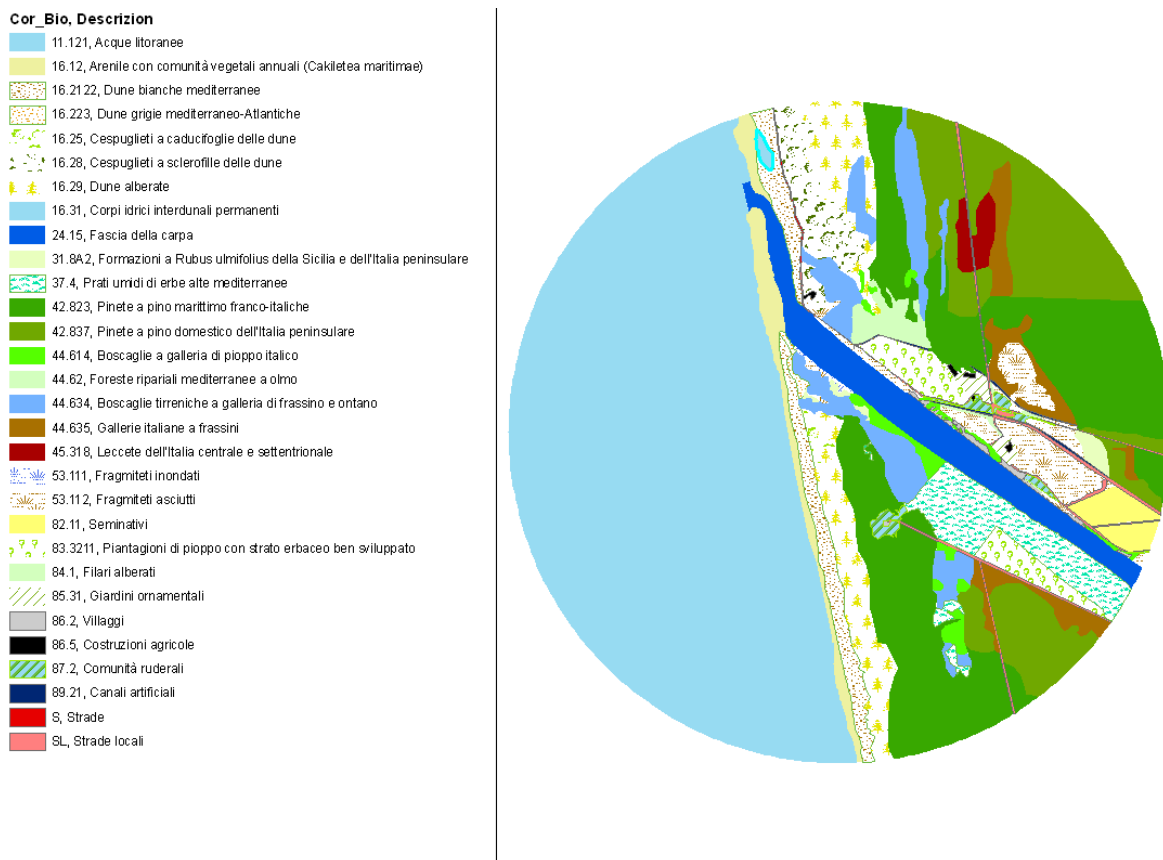 Cor_Bio, Descrizion
11.121, Acque litoranee
16.12, Arenile con comunità vegetali annuali (Cakiletea maritimae)
16.2122, Dune bianche mediterranee
16.223, Dune grigie mediterraneo-Atlantiche
16.25, Cespuglieti a caducifoglie delle dune
16.28, Cespuglieti a sclerofille delle dune
16.29, Dune alberate
16.31, Corpi idrici interdunali permanenti
24.15, Fascia della carpa
31.8A2, Formazioni a Rubus ulmifolius della Sicilia e dell'Italia peninsulare
37.4, Prati umidi di erbe alte mediterranee
42.823, Pinete a pino marittimo franco-italiche
42.837, Pinete a pino domestico dell'Italia peninsulare
44.614, Boscaglie a galleria di pioppo italico
44.62, Foreste ripariali mediterranee a olmo
44.634, Boscaglie tirreniche a galleria di frassino e ontano
44.635, Gallerie italiane a frassini
45.318, Leccete dell'Italia centrale e settentrionale
53.111, Fragmiteti inondati
53.112, Fragmiteti asciutti
82.11, Seminativi
83.3211, Piantagioni di pioppo con strato erbaceo ben sviluppato
84.1, Filari alberati
85.31, Giardini ornamentali
86.2, Villaggi
86.5, Costruzioni agricole
87.2, Comunità ruderali
89.21, Canali artificiali
S, Strade
SL, Strade locali